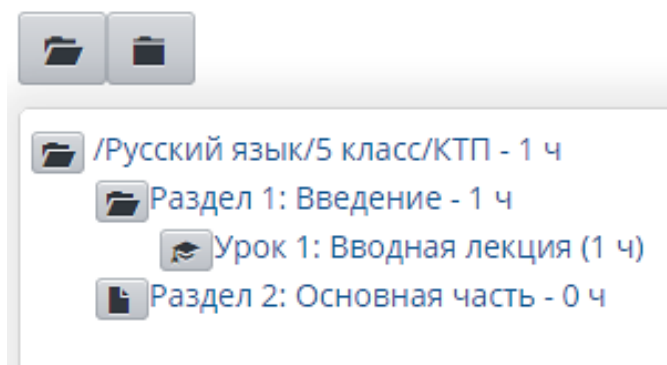 /Русский язык/5 класс/КТП - 1 ч
Раздел 1: Введение - 1 ч
Урок 1: Вводная лекция (1 ч)
Раздел 2: Основная часть - 0 ч